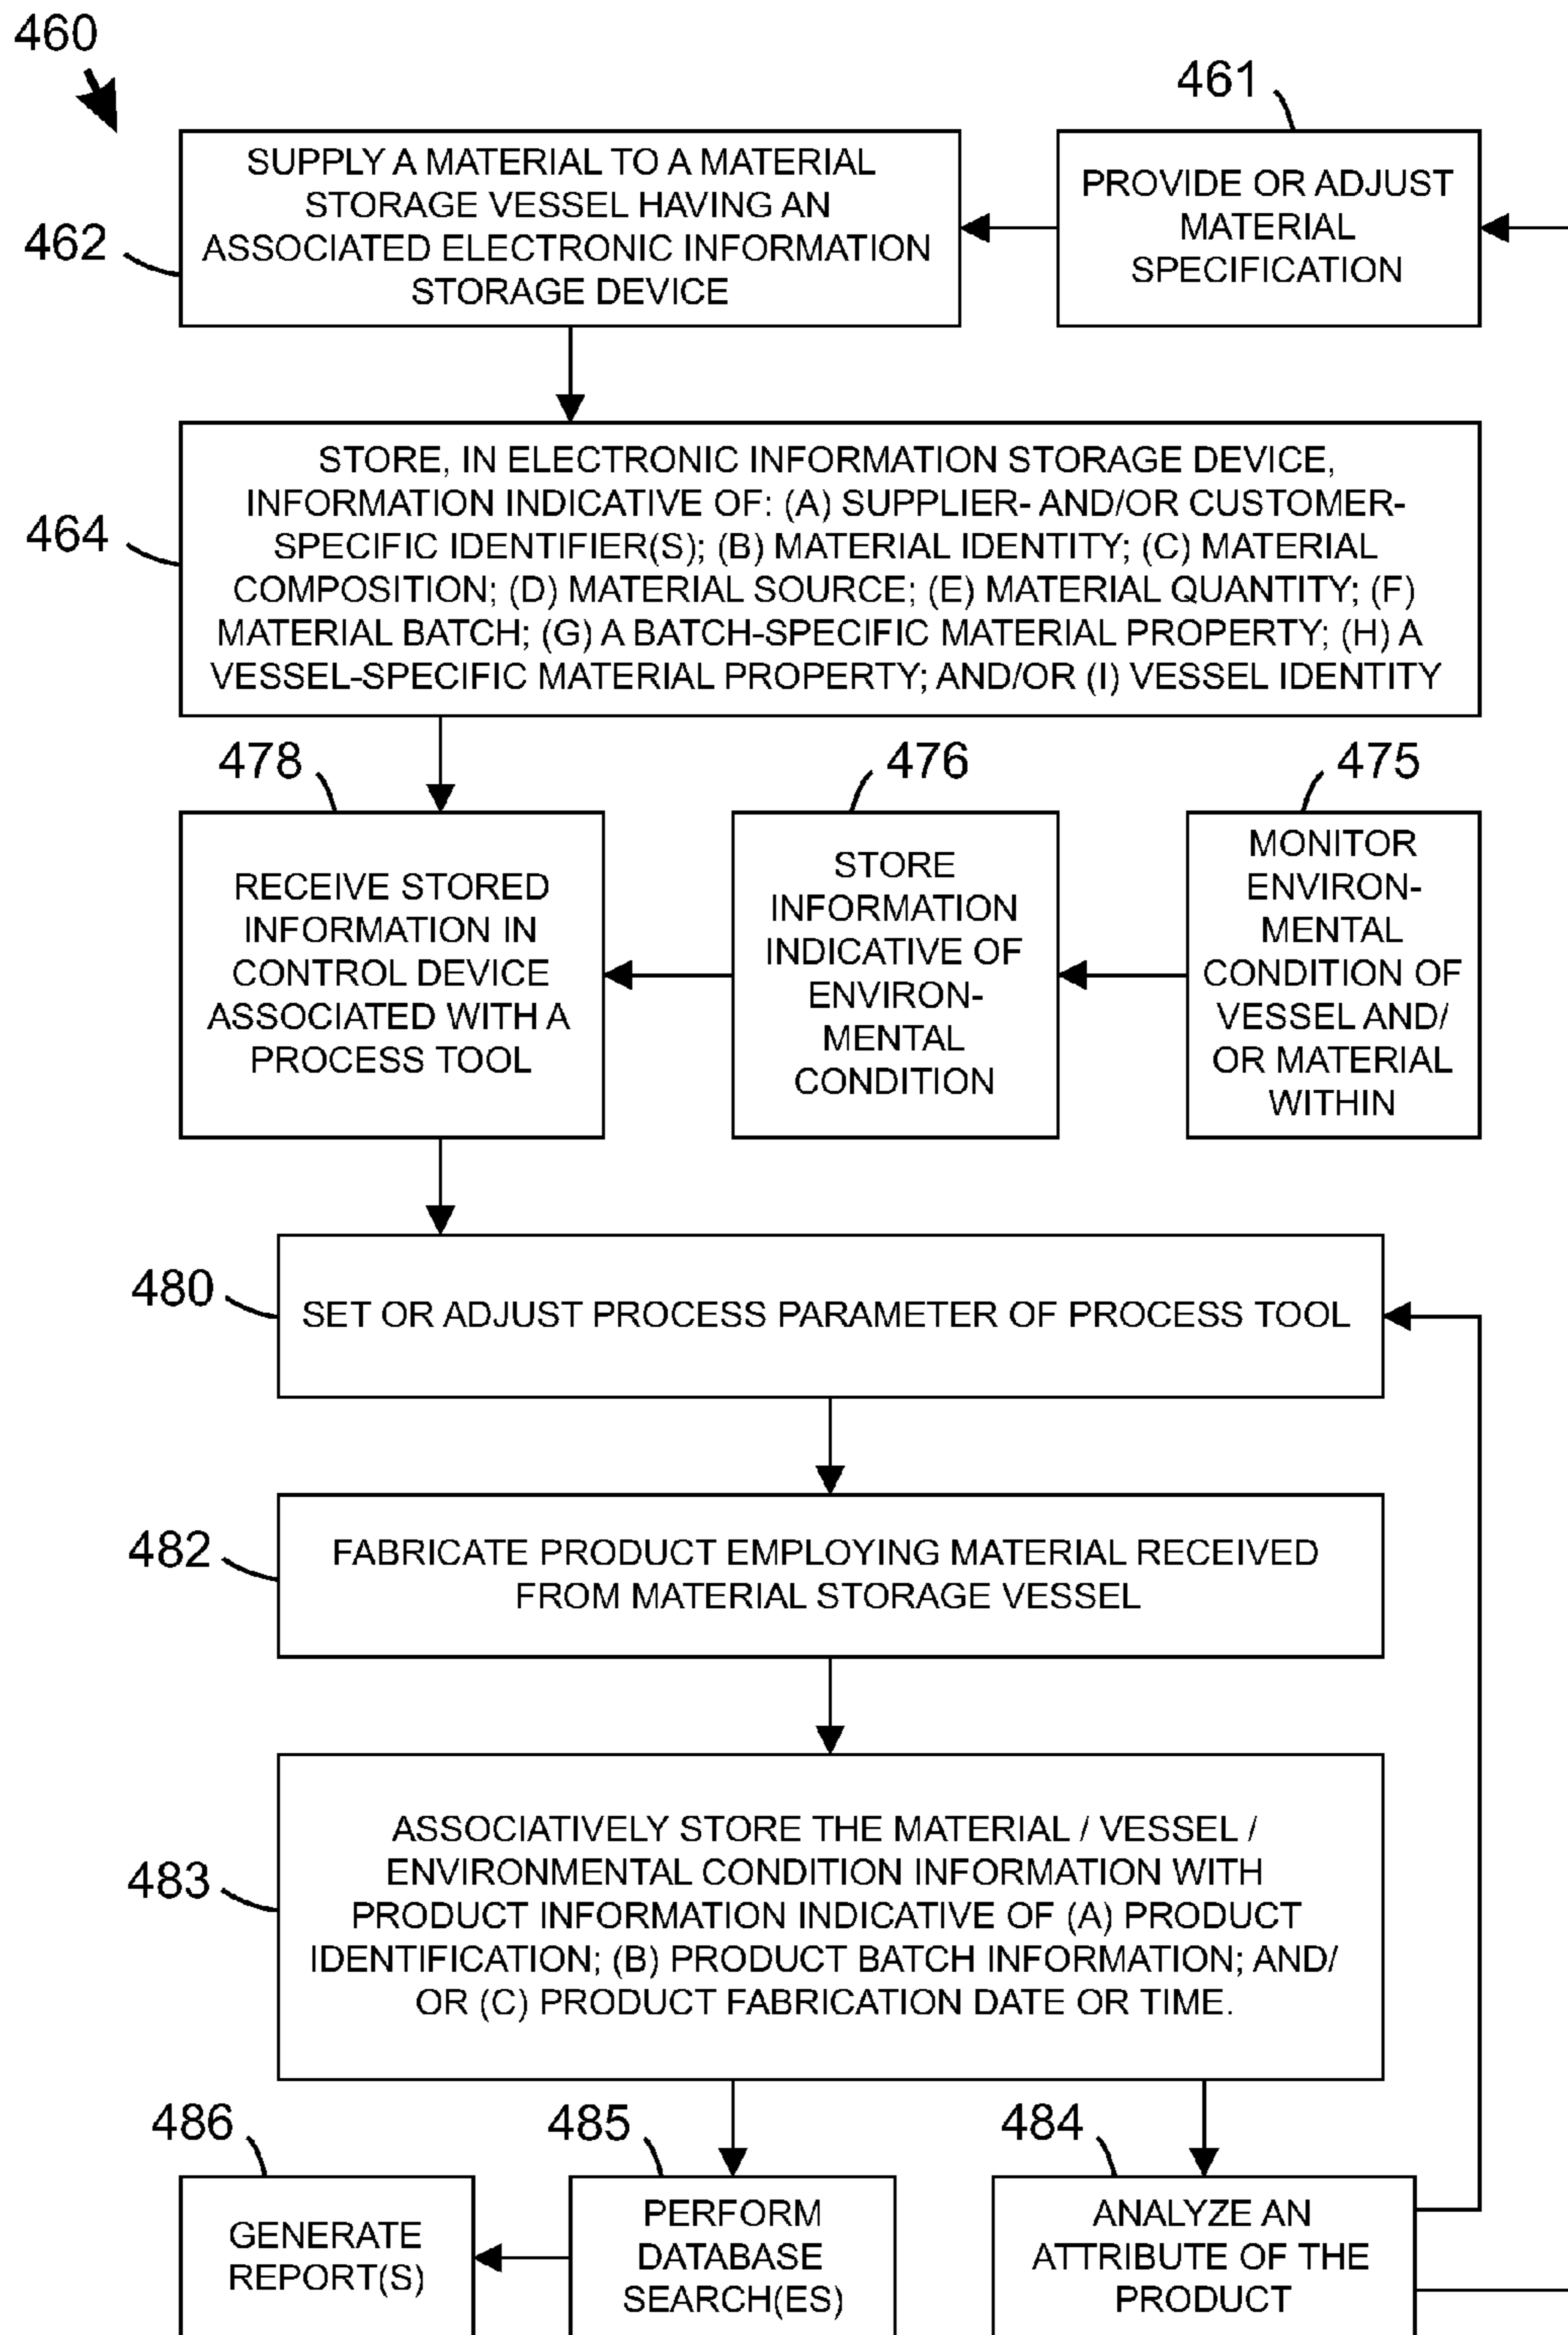 460
461
SUPPLY A MATERIAL TO A MATERIAL
STORAGE VESSEL HAVING AN
ASSOCIATED ELECTRONIC INFORMATION
STORAGE DEVICE
PROVIDE OR ADJUST
MATERIAL
SPECIFICATION
462
STORE, IN ELECTRONIC INFORMATION STORAGE DEVICE,
INFORMATION INDICATIVE OF: (A) SUPPLIER- AND/OR CUSTOMER-
SPECIFIC IDENTIFIER(S); (B) MATERIAL IDENTITY; (C) MATERIAL
COMPOSITION; (D) MATERIAL SOURCE; (E) MATERIAL QUANTITY; (F)
MATERIAL BATCH; (G) A BATCH-SPECIFIC MATERIAL PROPERTY; (H) A
VESSEL-SPECIFIC MATERIAL PROPERTY; AND/OR (I) VESSEL IDENTITY
464
478
476
475
RECEIVE STORED
INFORMATION IN
CONTROL DEVICE
ASSOCIATED WITH A
PROCESS TOOL
STORE
INFORMATION
INDICATIVE OF
ENVIRON-
MENTAL
CONDITION
MONITOR
ENVIRON-
MENTAL
CONDITION OF
VESSEL AND/
OR MATERIAL
WITHIN
480
SET OR ADJUST PROCESS PARAMETER OF PROCESS TOOL
482
FABRICATE PRODUCT EMPLOYING MATERIAL RECEIVED
FROM MATERIAL STORAGE VESSEL
483
ASSOCIATIVELY STORE THE MATERIAL / VESSEL /
ENVIRONMENTAL CONDITION INFORMATION WITH
PRODUCT INFORMATION INDICATIVE OF (A) PRODUCT
IDENTIFICATION; (B) PRODUCT BATCH INFORMATION; AND/
OR (C) PRODUCT FABRICATION DATE OR TIME.
486
485
484
GENERATE
REPORT(S)
PERFORM
DATABASE
SEARCH(ES)
ANALYZE AN
ATTRIBUTE OF THE
PRODUCT